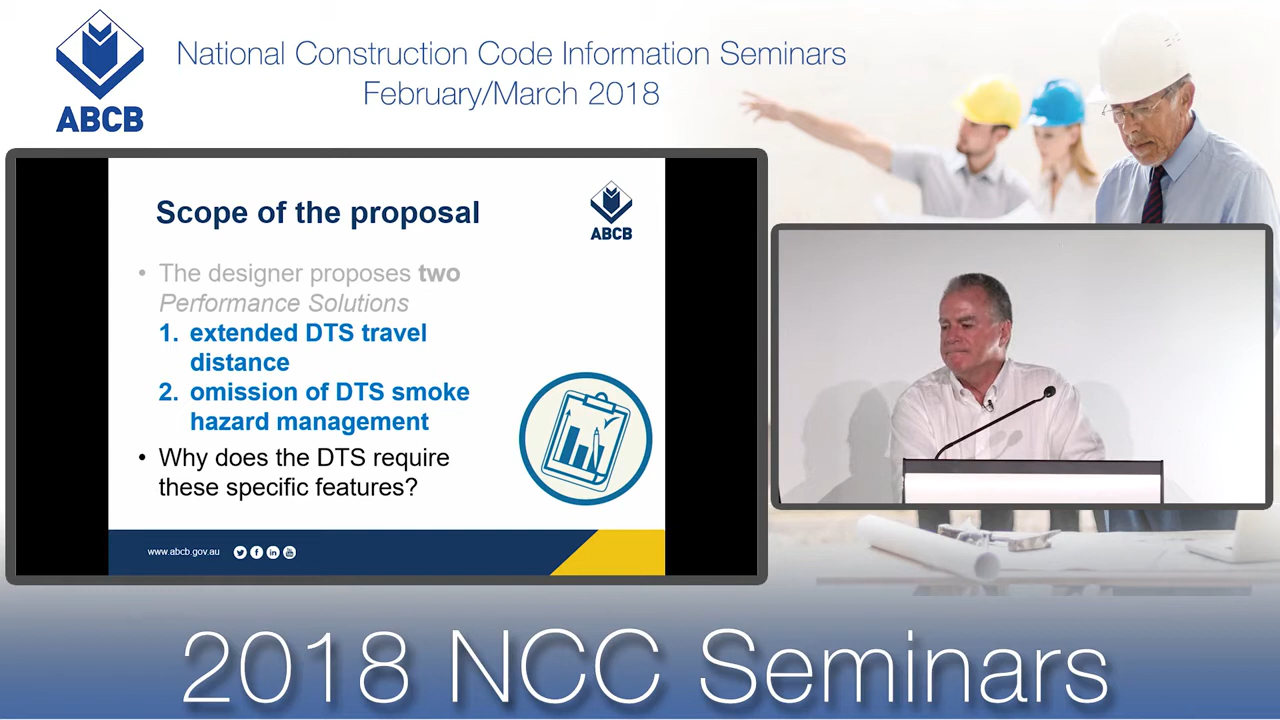 ABCB
National Construction Code Information Seminars
February/March 2018
Scope of the proposal
ABCB
• The designer proposes two
Performance Solutions
1. extended DTS travel
distance
2. omission of DTS smoke
hazard management
• Why does the DTS require
these specific features?
www.abcb.gov.au
2018 NCC Seminars